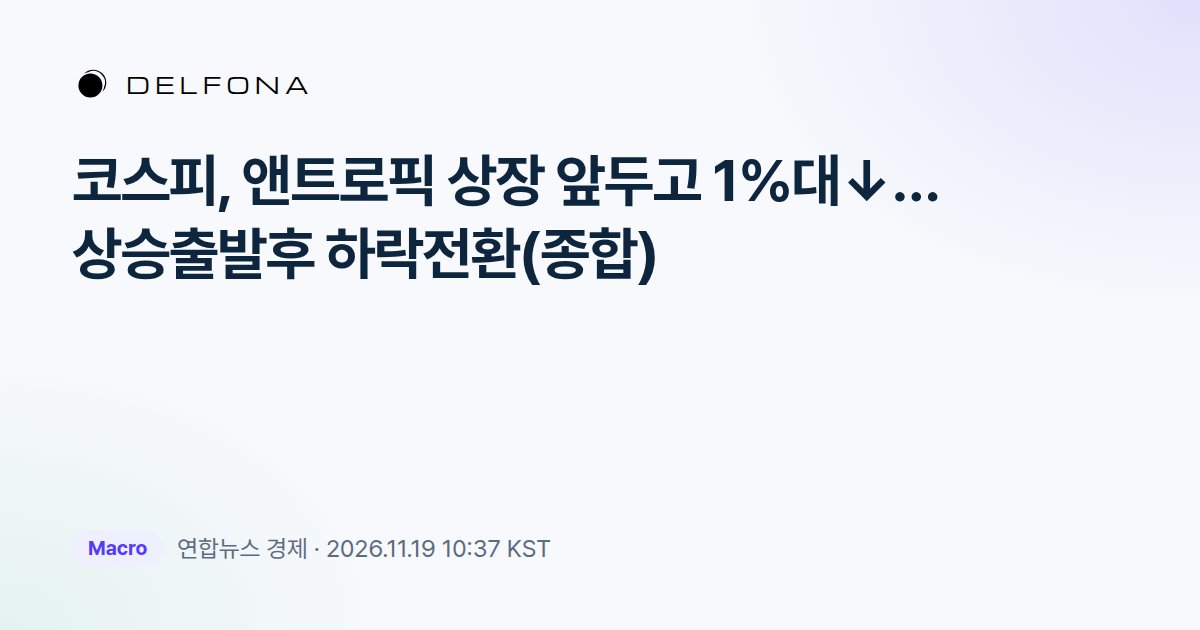 DELFONA
코스피, 앤트로픽 상장 앞두고 1%대↓…
상승출발후 하락전환(종합)
Macro 연합뉴스 경제 · 2026.11.19 10:37 KST